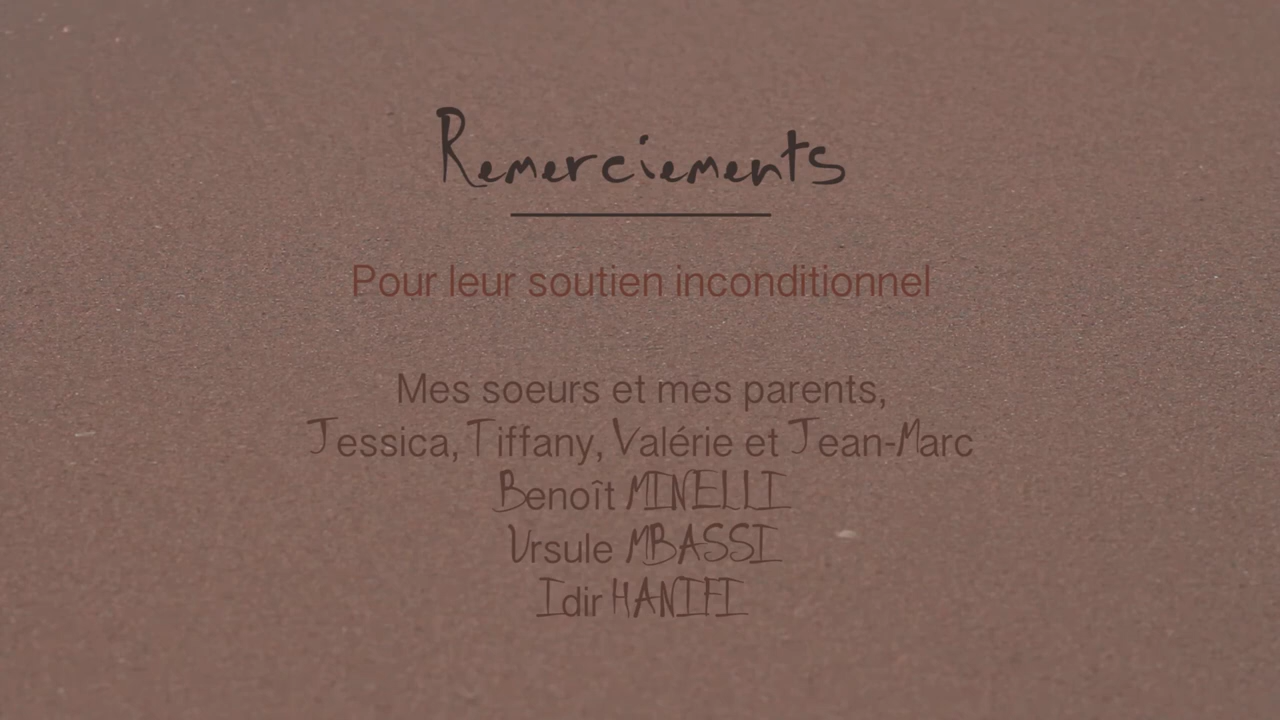 Remerciements
Pour leur soutien inconditionnel
Mes soeurs et mes parents,
Jessica, Tiffany, Valérie et Jean-Marc
Benoît MINELLI
Ursule MBASSI
Idir HANIFI